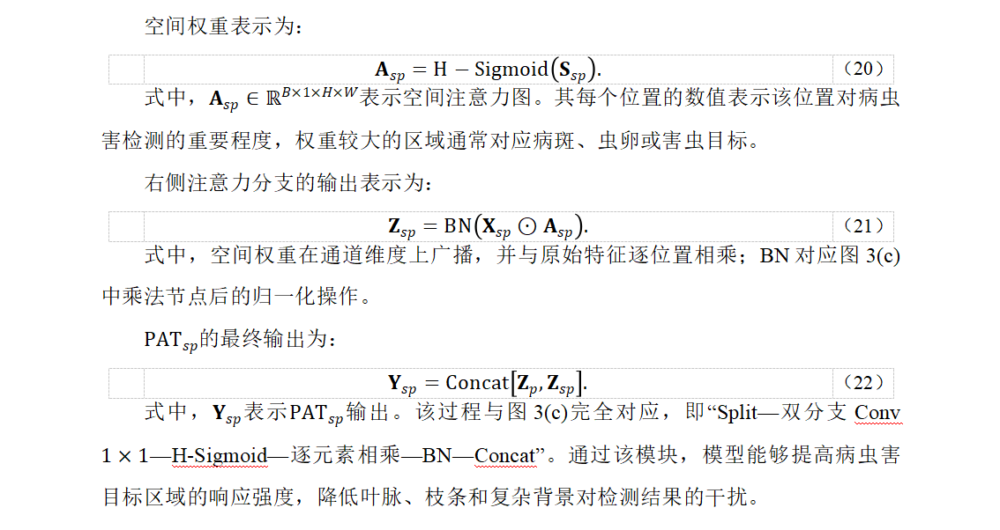 空间权重表示为：
A_sp = H − Sigmoid(S_sp). （20）
式中，A_sp ∈ ℝ^{B×1×H×W}表示空间注意力图。其每个位置的数值表示该位置对病虫
害检测的重要程度，权重较大的区域通常对应病斑、虫卵或害虫目标。
右侧注意力分支的输出表示为：
Z_sp = BN(X_sp ⊙ A_sp). （21）
式中，空间权重在通道维度上广播，并与原始特征逐位置相乘；BN 对应图 3(c)
中乘法节点后的归一化操作。
PAT_sp的最终输出为：
Y_sp = Concat[Z_p, Z_sp]. （22）
式中，Y_sp表示PAT_sp输出。该过程与图 3(c)完全对应，即“Split—双分支 Conv
1 × 1—H-Sigmoid—逐元素相乘—BN—Concat”。通过该模块，模型能够提高病虫害
目标区域的响应强度，降低叶脉、枝条和复杂背景对检测结果的干扰。